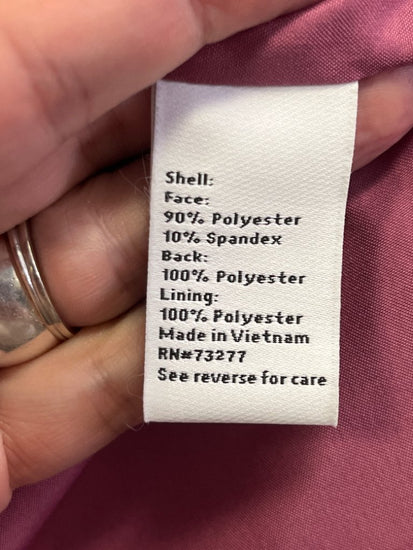 Shell:
Face:
90% Polyester
10% Spandex
Back:
100% Polyester
Lining:
100% Polyester
Made in Vietnam
RN#73277
See reverse for care